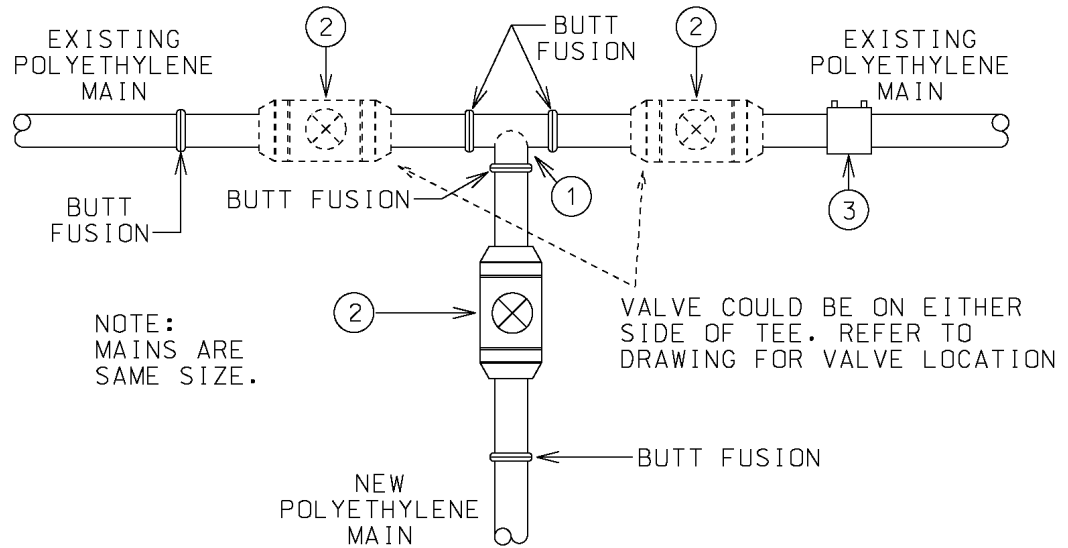 EXISTING
POLYETHYLENE
MAIN
2
BUTT
FUSION
2
EXISTING
POLYETHYLENE
MAIN
BUTT
FUSION
BUTT FUSION
1
3
2
NOTE:
MAINS ARE
SAME SIZE.
VALVE COULD BE ON EITHER
SIDE OF TEE. REFER TO
DRAWING FOR VALVE LOCATION
BUTT FUSION
NEW
POLYETHYLENE
MAIN